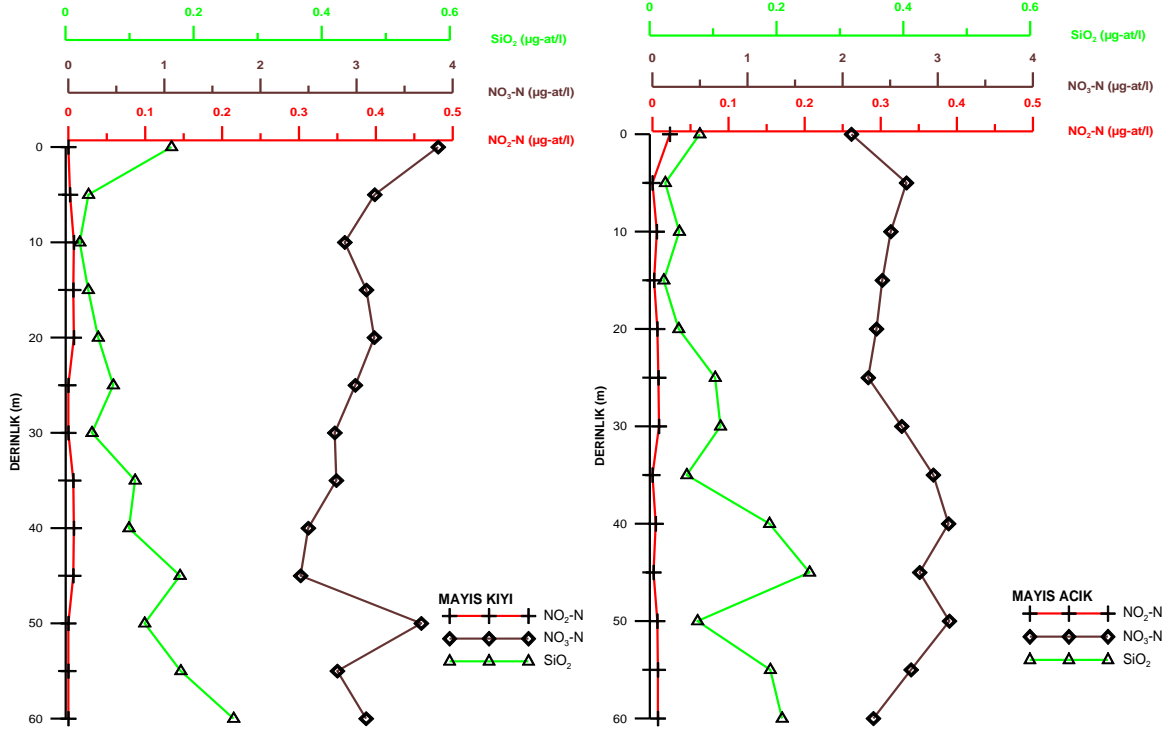 0 0.2 0.2 0.4 0.6
SiO₂ (µg-at/l)
0 1 2 3 4
NO₃-N (µg-at/l)
0 0.1 0.2 0.3 0.4 0.5
NO₂-N (µg-at/l)
0
10
20
30
40
50
60
DERINLIK (m)
MAYIS KIYI
NO₂-N
NO₃-N
SiO₂
0 0.2 0.2 0.4 0.6
SiO₂ (µg-at/l)
0 1 2 3 4
NO₃-N (µg-at/l)
0 0.1 0.2 0.3 0.4 0.5
NO₂-N (µg-at/l)
0
10
20
30
40
50
60
DERINLIK (m)
MAYIS ACIK
NO₂-N
NO₃-N
SiO₂